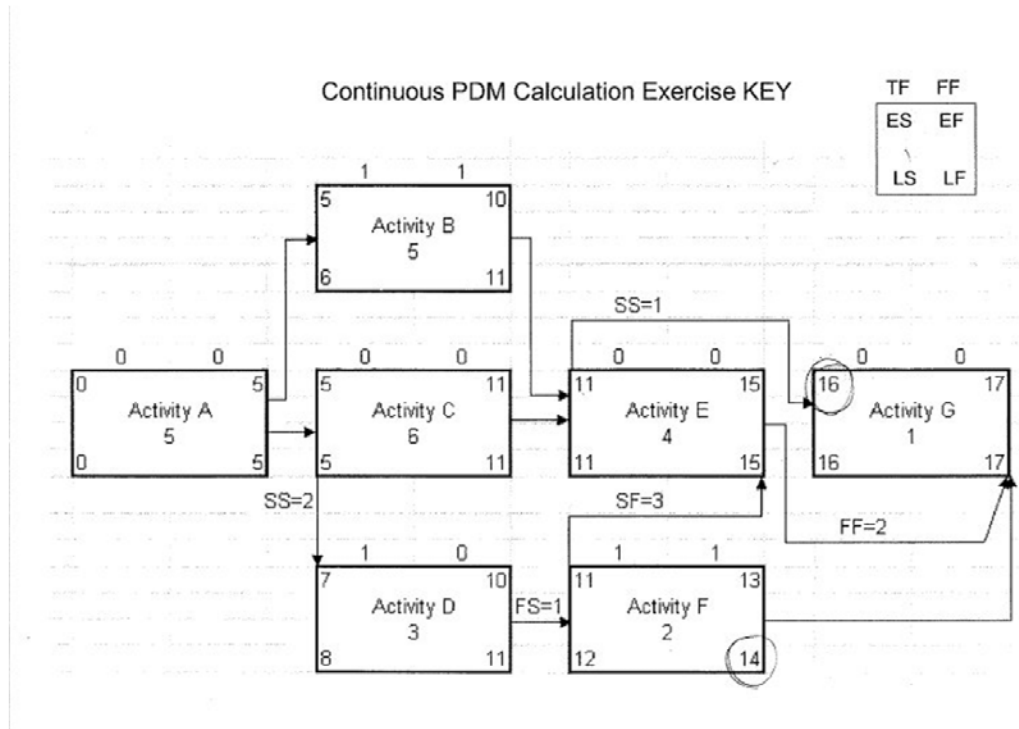 Continuous PDM Calculation Exercise KEY
TF FF
ES EF
LS LF
1 1
5 10
Activity B
5
6 11
SS=1
0 0
0 5
Activity A
5
0 5
0 0
5 11
Activity C
6
5 11
0 0
11 15
Activity E
4
11 15
0 0
16 17
Activity G
1
16 17
SS=2
SF=3
FF=2
1 0
7 10
Activity D
3
8 11
FS=1
1 1
11 13
Activity F
2
12 14